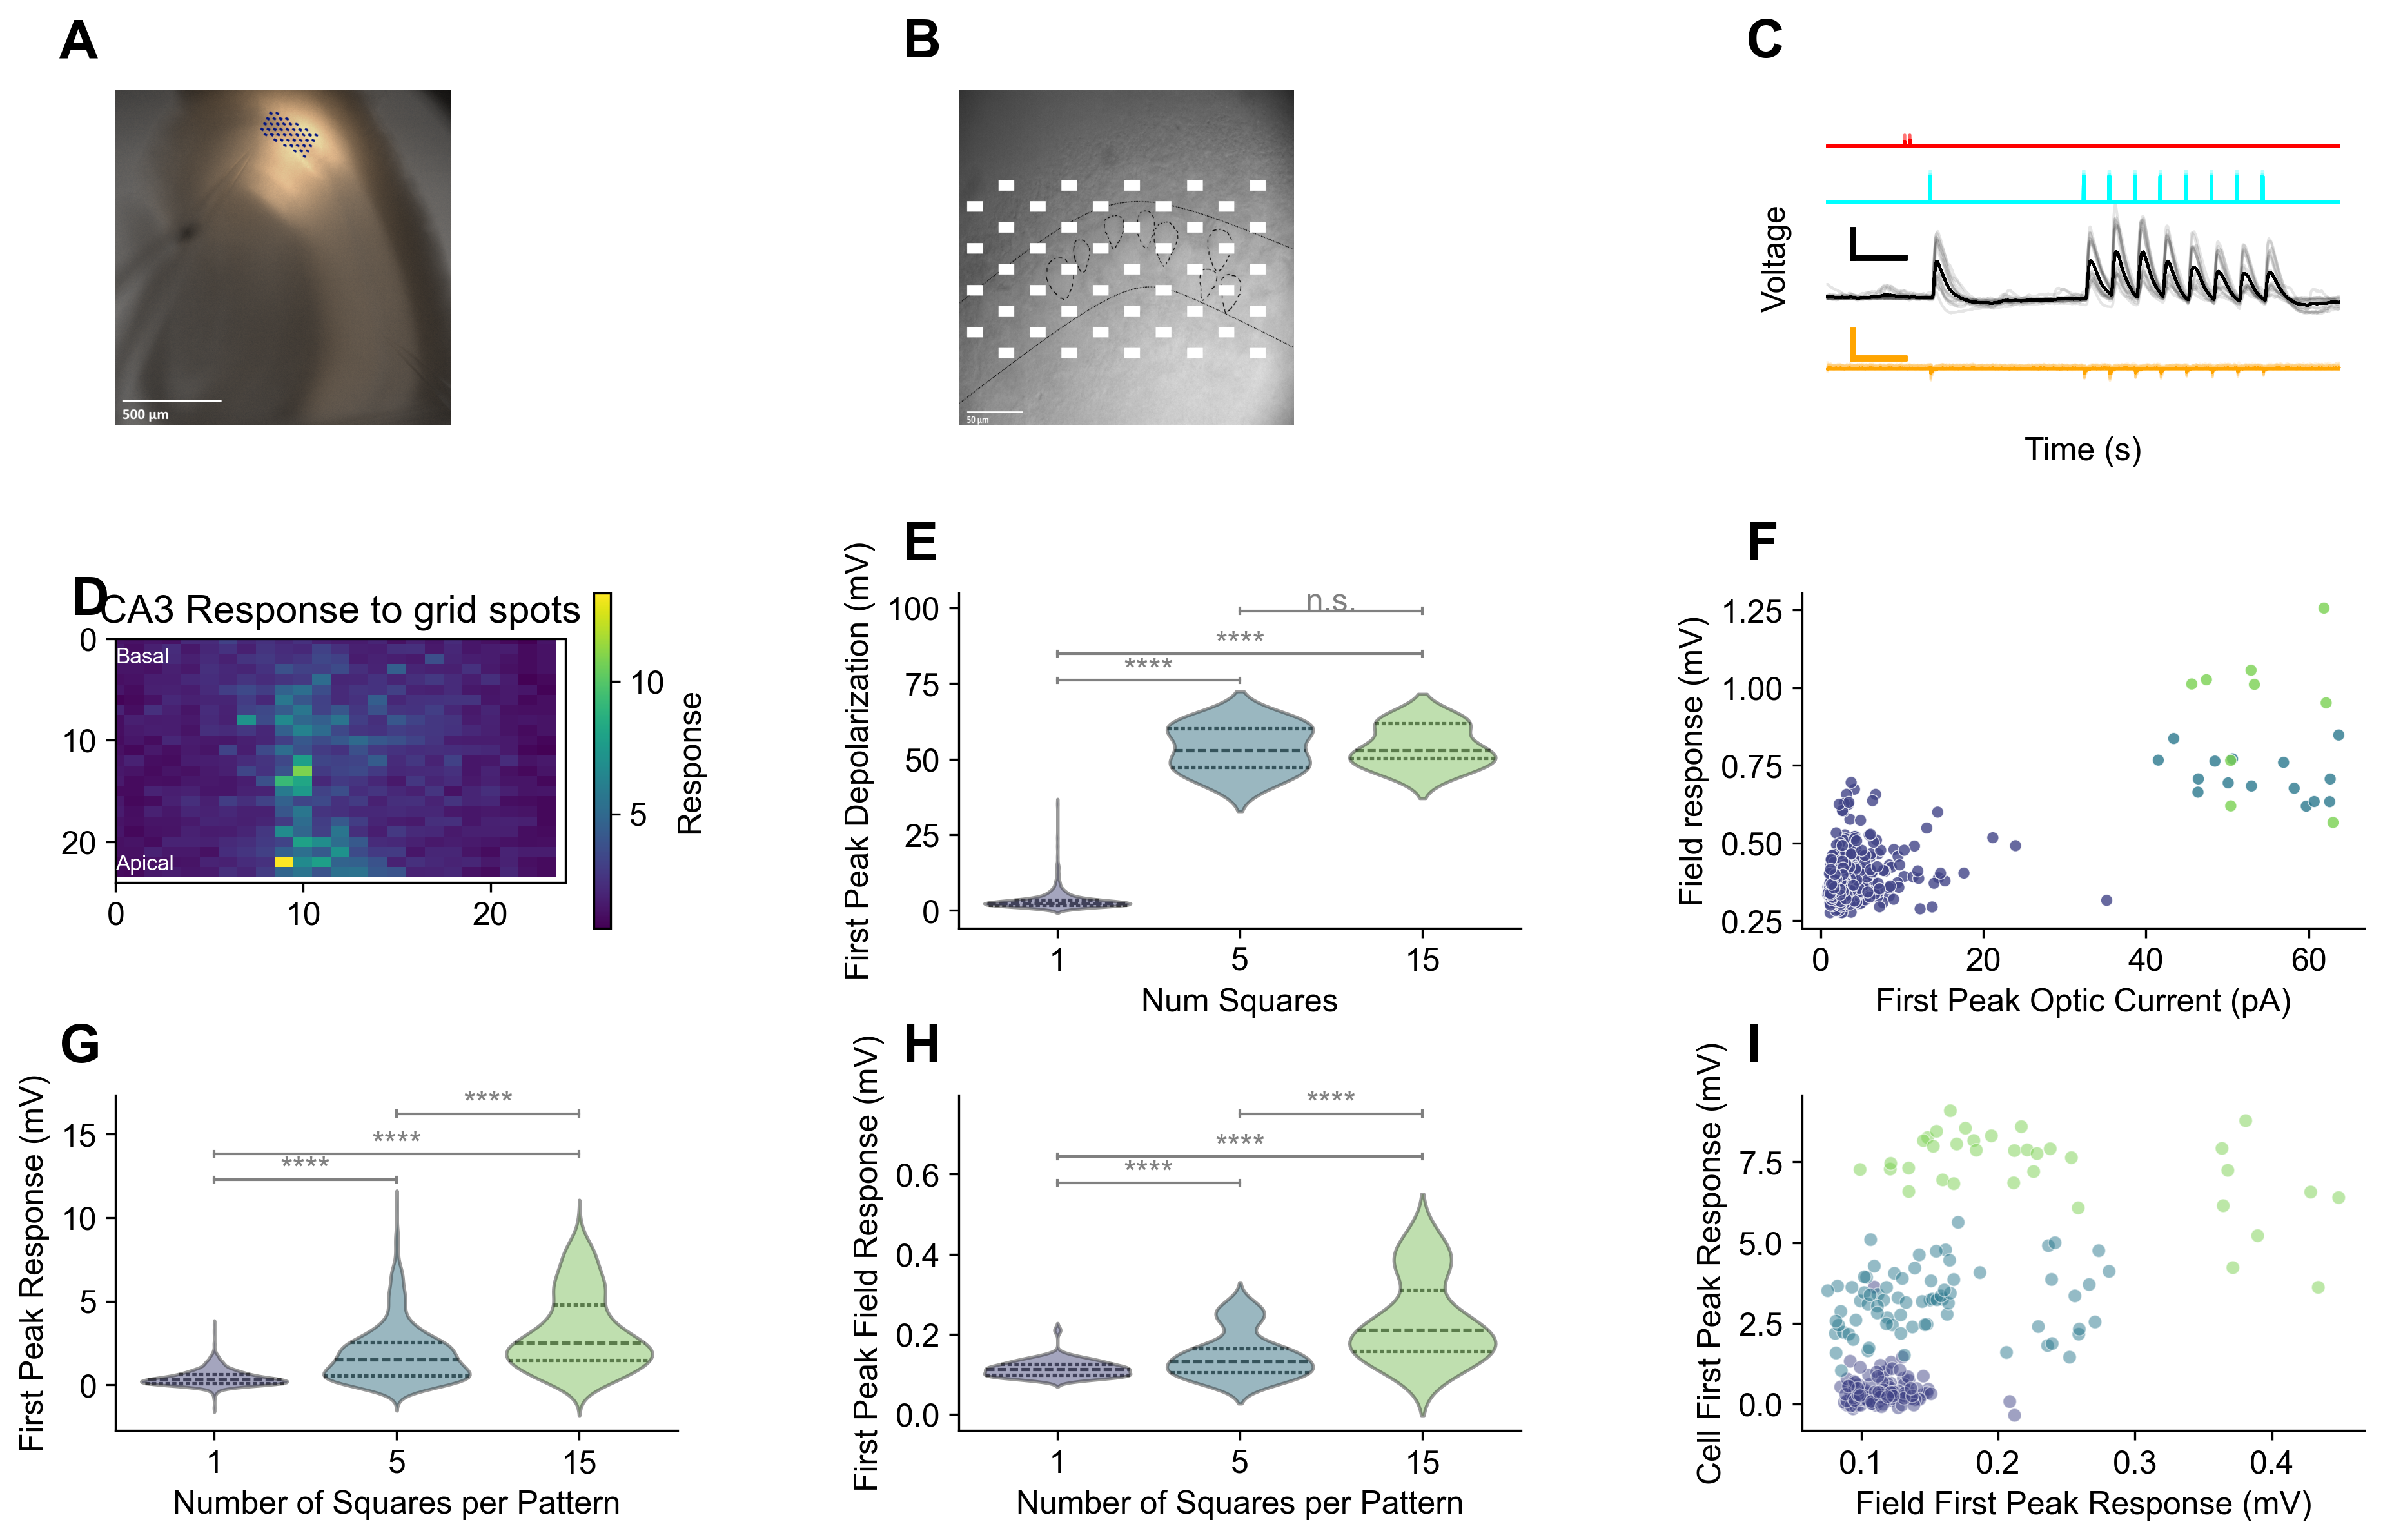 A
500 µm
B
50 µm
C
Voltage
Time (s)
D
CA3 Response to grid spots
0
10
20
Basal
Apical
0
10
20
10
5
Response
E
First Peak Depolarization (mV)
100
75
50
25
0
n.s.
****
****
1
5
15
Num Squares
F
Field response (mV)
1.25
1.00
0.75
0.50
0.25
0
20
40
60
First Peak Optic Current (pA)
G
First Peak Response (mV)
15
10
5
0
****
****
****
1
5
15
Number of Squares per Pattern
H
First Peak Field Response (mV)
0.6
0.4
0.2
0.0
****
****
****
1
5
15
Number of Squares per Pattern
I
Cell First Peak Response (mV)
7.5
5.0
2.5
0.0
0.1
0.2
0.3
0.4
Field First Peak Response (mV)